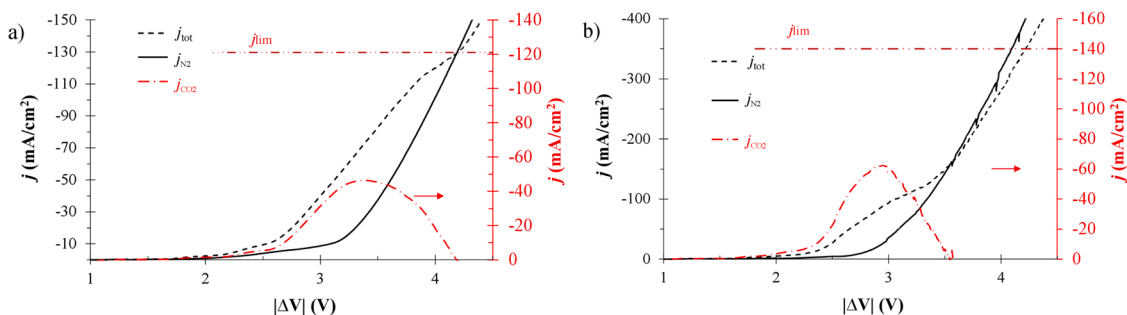 a)
-150
-130
-110
-90
-70
-50
-30
-10
j (mA/cm²)
jtot
jN2
jCO2
jlim
-140
-120
-100
-80
-60
-40
-20
0
j (mA/cm²)
1
2
3
4
|ΔV| (V)
b)
-400
-300
-200
-100
0
j (mA/cm²)
jlim
jtot
jN2
jCO2
-160
-140
-120
-100
-80
-60
-40
-20
0
j (mA/cm²)
1
2
3
4
|ΔV| (V)